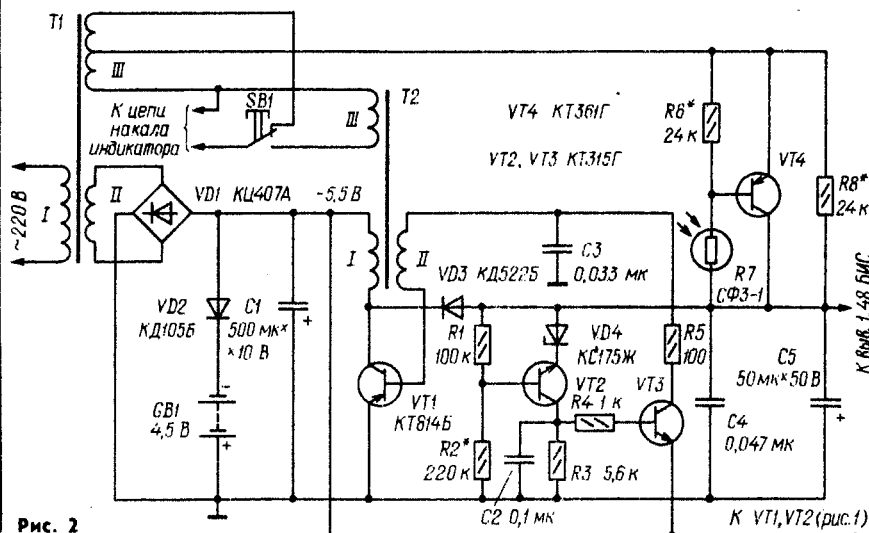 T1
III
К цепи
накала
индикатора
SB1
III
T2
VT4 КТ361Г
VT2, VT3 КТ315Г
R6*
24 к
VT4
R8*
24 к
~220 В
I
II
VD1 КЦ407А
-5,5 В
I
II
C3
0,033 мк
VD3 КД522Б
R7
СФ3-1
К выв. 1,48 БИС
VD2
КД105Б
C1
500 мк×
×10 В
+
R1
100 к
VD4
КС175Ж
R5
100
C5
50мк×50В
VT1
КТ814Б
VT2
R4 1 к
VT3
GB1
4,5 В
-
+
R2*
220 к
C2 0,1 мк
R3 5,6 к
C4
0,047 мк
+
К VT1, VT2 (рис.1)
Рис. 2